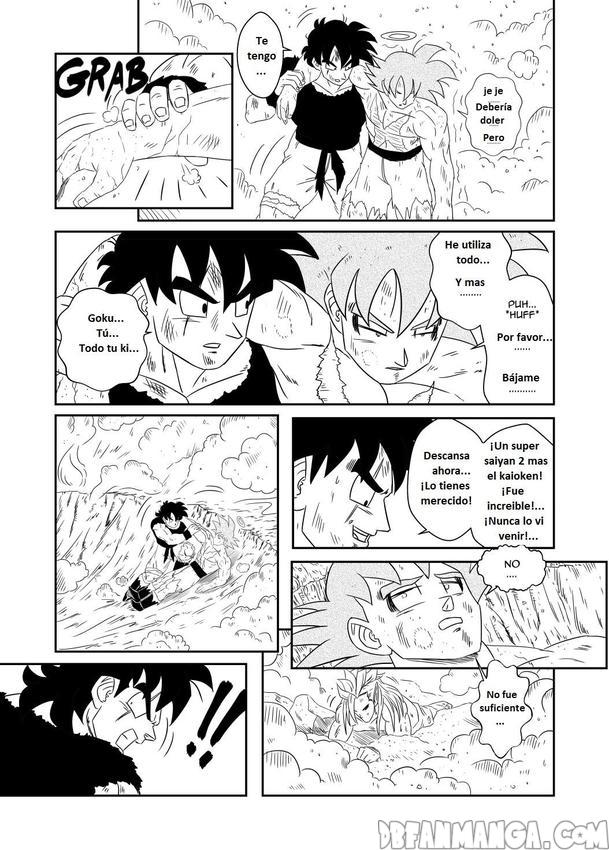 GRAB
Te
tengo
...
je je
Debería
doler
Pero
.....
Goku...
Tú...
Todo tu ki...
He utiliza
todo...
Y mas
........
PUH...
*HUFF*
Por favor...
......
Bájame
..........
Descansa
ahora...
¡Lo tienes
merecido!
¡Un super
saiyan 2 mas
el kaioken!
¡Fue
increible!...
¡Nunca lo vi
venir!...
NO
....
!!
No fue
suficiente
...
DBFANMANGA.COM